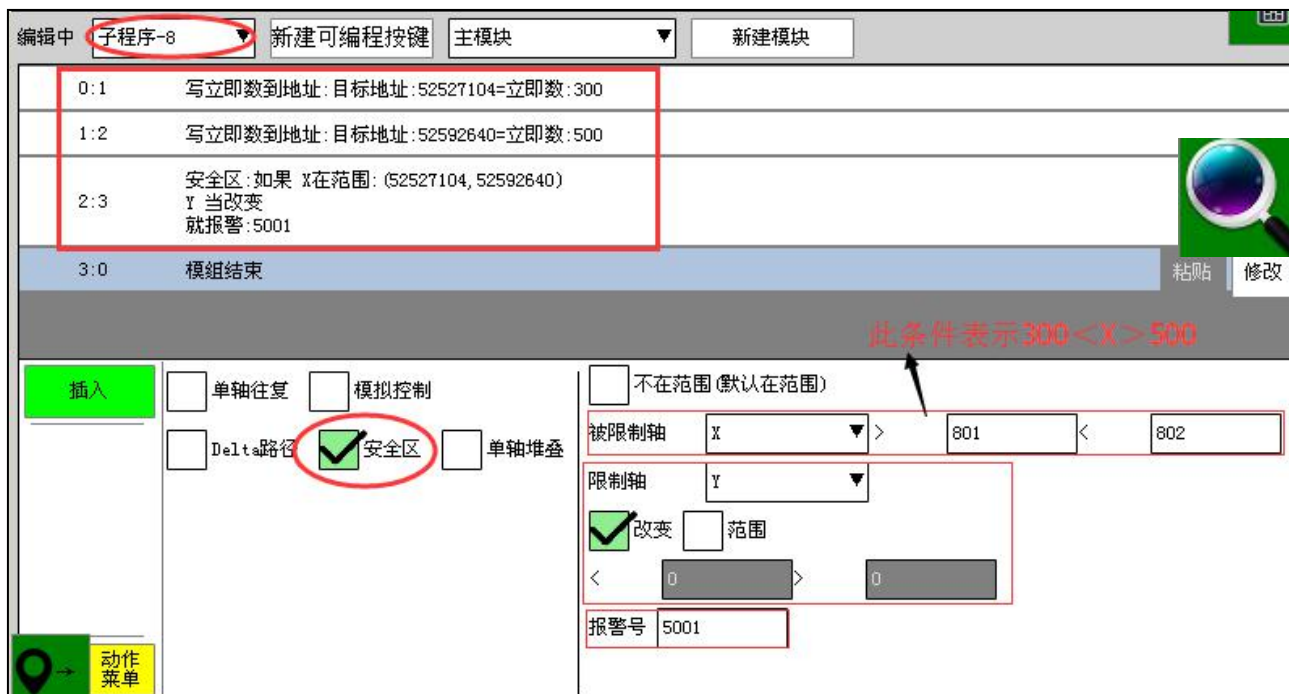 编辑中 子程序-8 新建可编程按键 主模块 新建模块
0:1 写立即数到地址:目标地址:52527104=立即数:300
1:2 写立即数到地址:目标地址:52592640=立即数:500
安全区:如果 X在范围:(52527104,52592640)
2:3 Y 当改变
就报警:5001
3:0 模组结束 粘贴 修改
此条件表示300<X>500
插入 单轴往复 模拟控制 不在范围(默认在范围)
被限制轴 X > 801 < 802
Delta路径 安全区 单轴堆叠
限制轴 Y
改变 范围
< 0 > 0
报警号 5001
动作
菜单